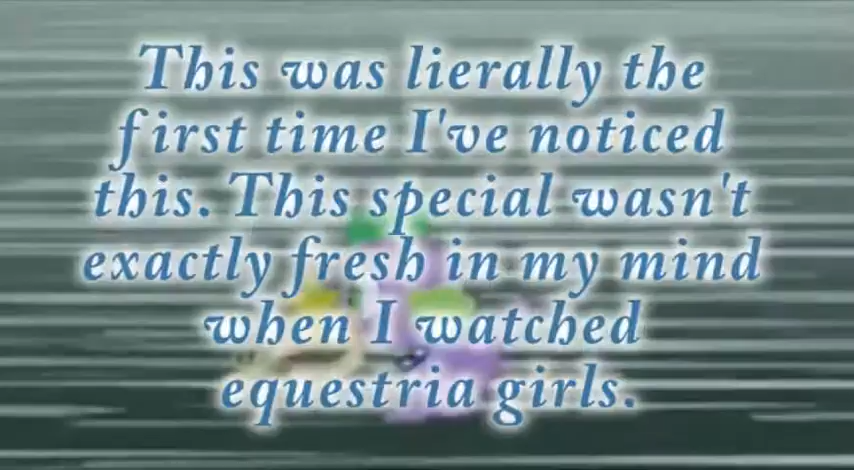 This was lierally the
first time I've noticed
this. This special wasn't
exactly fresh in my mind
when I watched
equestria girls.